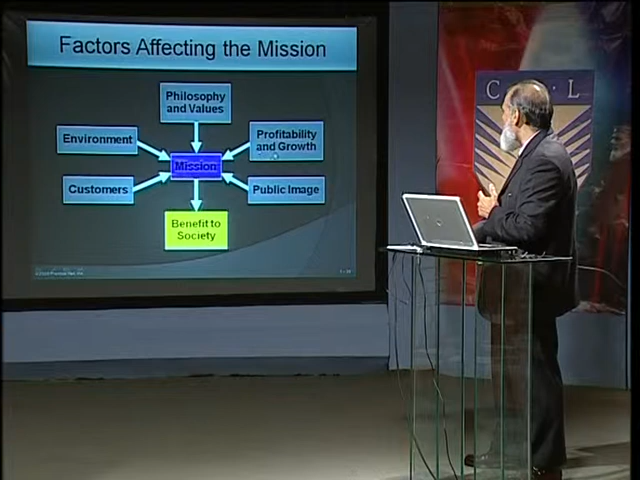 Factors Affecting the Mission
Philosophy
and Values
Environment
Profitability
and Growth
Mission
Customers
Public Image
Benefit to
Society
C
L